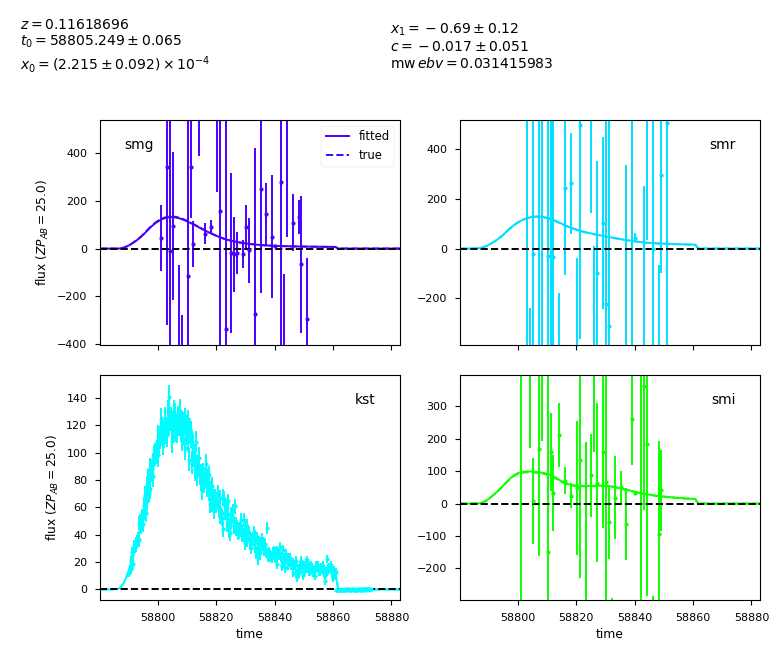 z = 0.11618696
t₀ = 58805.249 ± 0.065
x₀ = (2.215 ± 0.092) × 10⁻⁴
x₁ = −0.69 ± 0.12
c = −0.017 ± 0.051
mw ebv = 0.031415983
smg
fitted
true
400
200
0
−200
−400
flux (ZP_AB = 25.0)
smr
400
200
0
−200
kst
140
120
100
80
60
40
20
0
flux (ZP_AB = 25.0)
58800
58820
58840
58860
58880
time
smi
300
200
100
0
−100
−200
58800
58820
58840
58860
58880
time